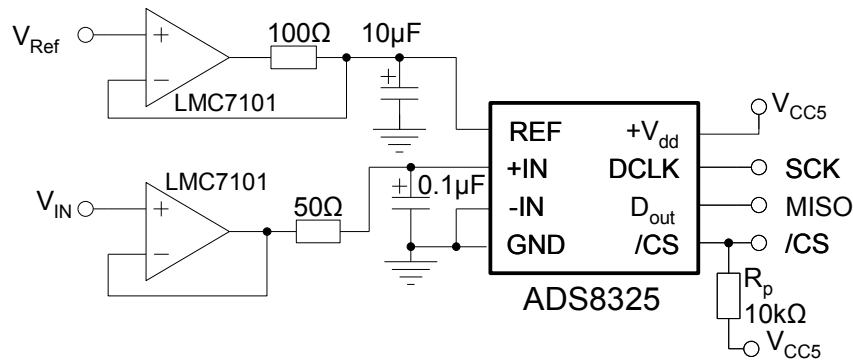 V_Ref
+
−
LMC7101
100Ω
10µF
+
V_IN
+
−
LMC7101
50Ω
+
0.1µF
REF
+IN
-IN
GND
+V_dd
DCLK
D_out
/CS
ADS8325
V_CC5
SCK
MISO
/CS
R_p
10kΩ
V_CC5